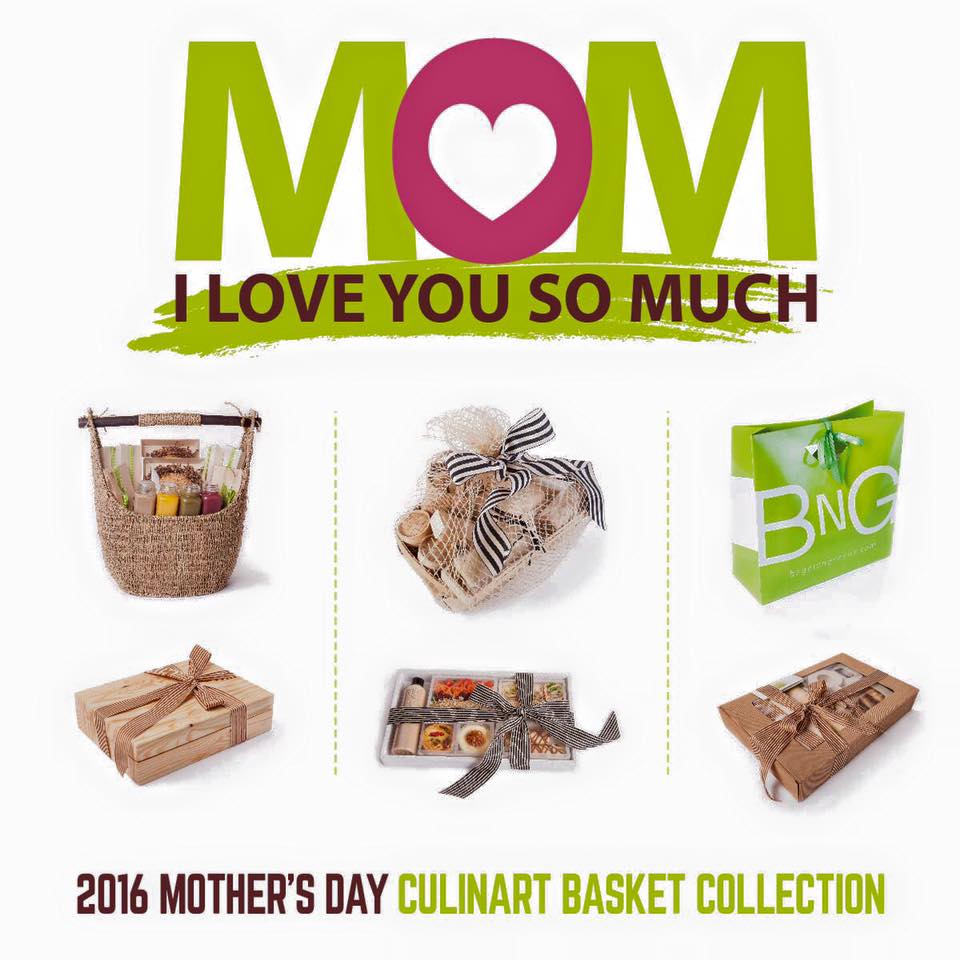 MOM
I LOVE YOU SO MUCH
BNG
2016 MOTHER'S DAY CULINART BASKET COLLECTION